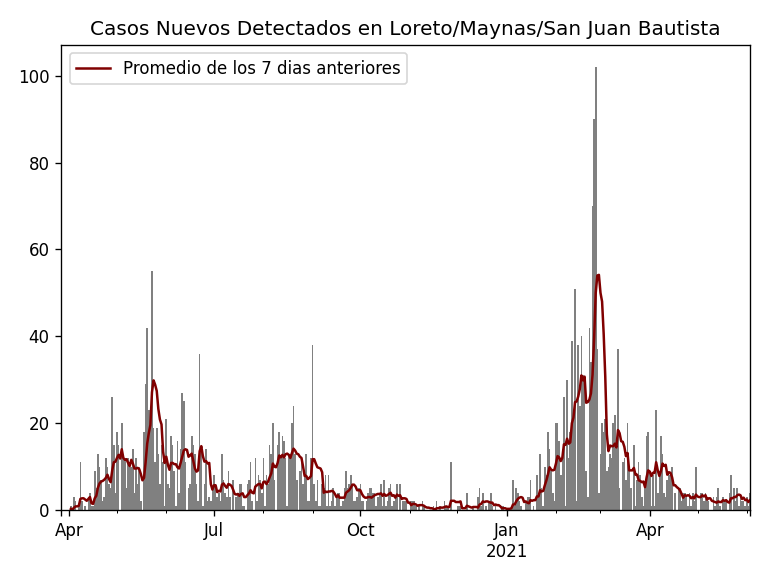 Casos Nuevos Detectados en Loreto/Maynas/San Juan Bautista
Promedio de los 7 dias anteriores
100
80
60
40
20
0
Apr Jul Oct Jan Apr
2021